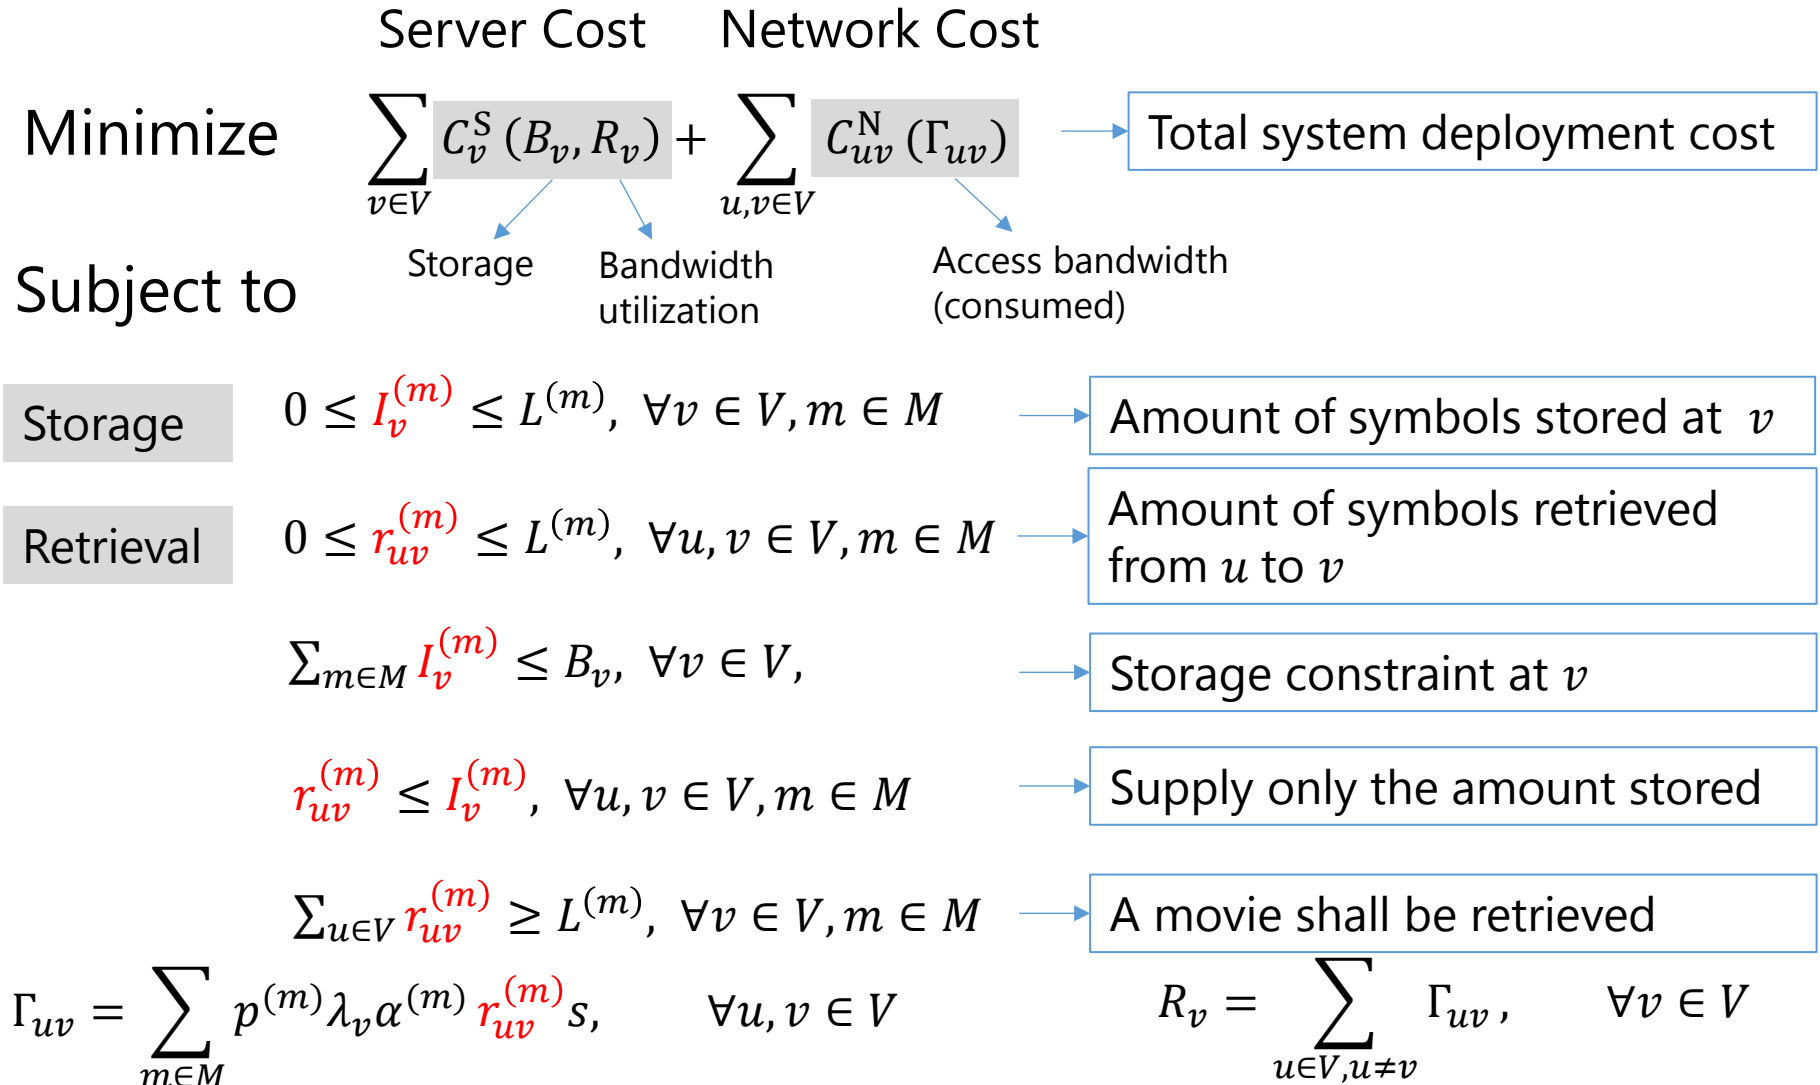 Server Cost Network Cost
Minimize ∑_{v∈V} C_v^S (B_v, R_v) + ∑_{u,v∈V} C_{uv}^N (Γ_{uv}) Total system deployment cost
Storage Bandwidth utilization Access bandwidth (consumed)
Subject to
Storage 0 ≤ I_v^{(m)} ≤ L^{(m)}, ∀v ∈ V, m ∈ M Amount of symbols stored at v
Retrieval 0 ≤ r_{uv}^{(m)} ≤ L^{(m)}, ∀u, v ∈ V, m ∈ M Amount of symbols retrieved from u to v
∑_{m∈M} I_v^{(m)} ≤ B_v, ∀v ∈ V, Storage constraint at v
r_{uv}^{(m)} ≤ I_v^{(m)}, ∀u, v ∈ V, m ∈ M Supply only the amount stored
∑_{u∈V} r_{uv}^{(m)} ≥ L^{(m)}, ∀v ∈ V, m ∈ M A movie shall be retrieved
Γ_{uv} = ∑_{m∈M} p^{(m)} λ_v α^{(m)} r_{uv}^{(m)} s, ∀u, v ∈ V R_v = ∑_{u∈V,u≠v} Γ_{uv}, ∀v ∈ V